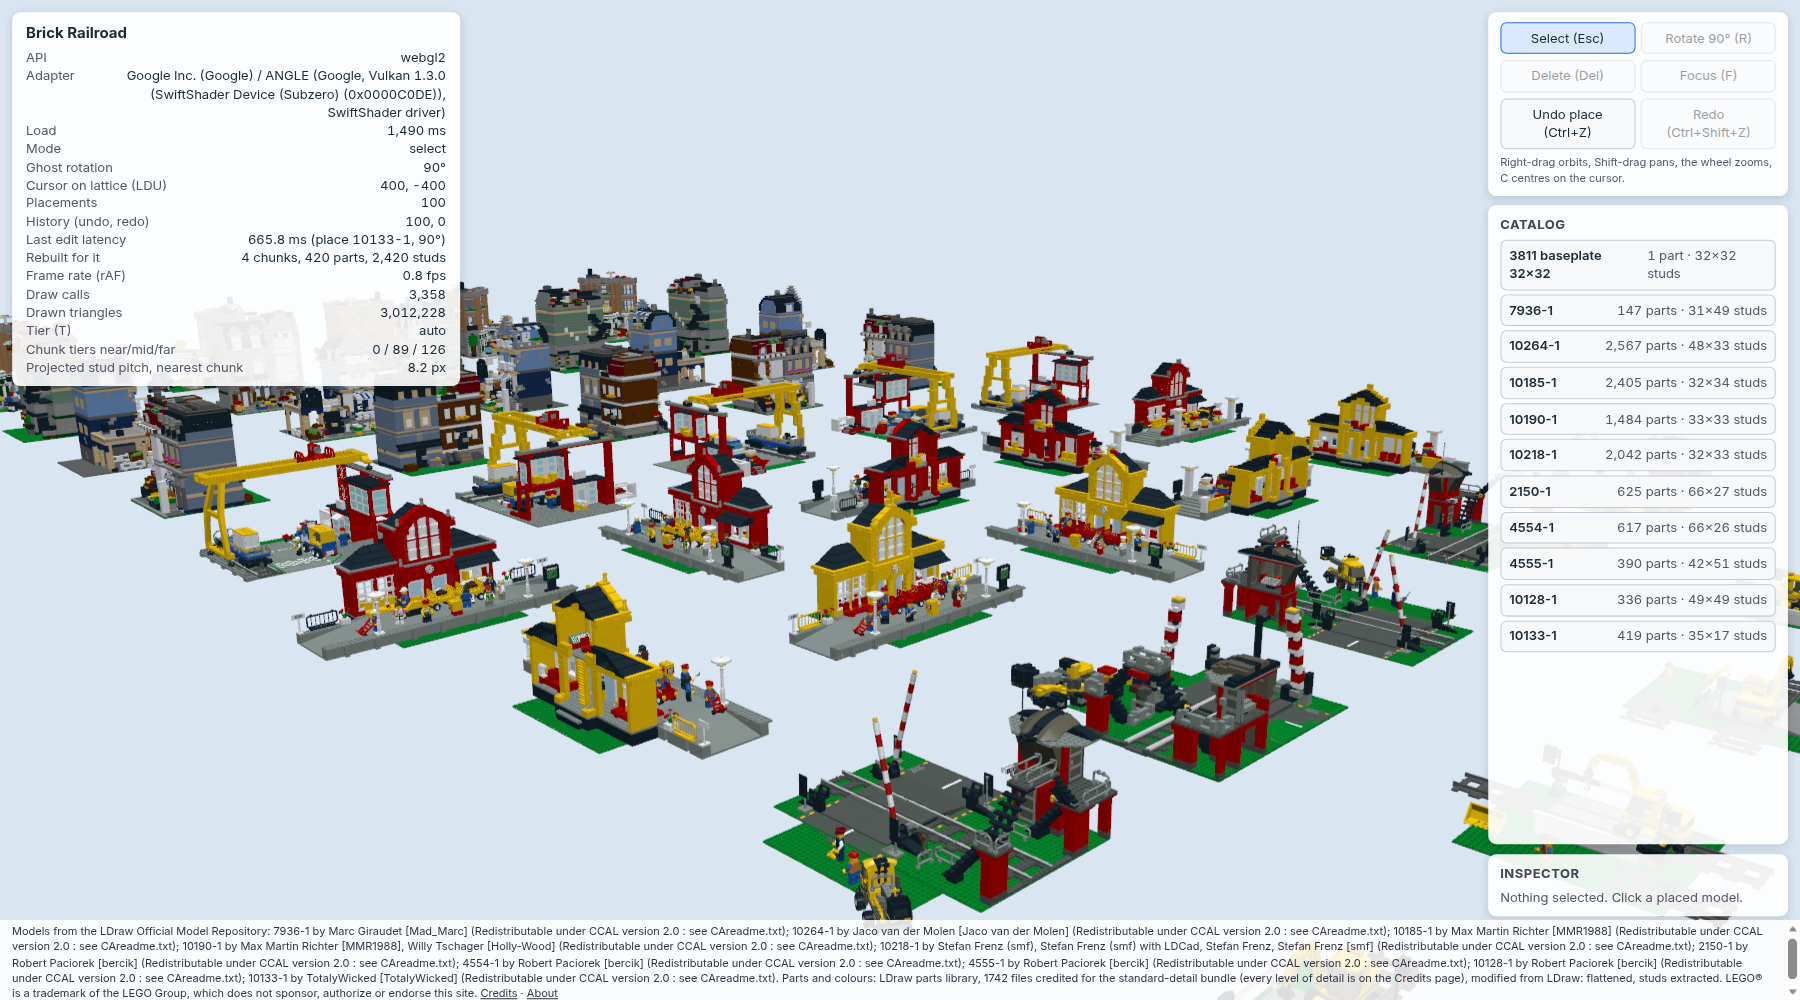 Brick Railroad
API webgl2
Adapter Google Inc. (Google) / ANGLE (Google, Vulkan 1.3.0
(SwiftShader Device (Subzero) (0x0000C0DE)),
SwiftShader driver)
Load 1,490 ms
Mode select
Ghost rotation 90°
Cursor on lattice (LDU) 400, -400
Placements 100
History (undo, redo) 100, 0
Last edit latency 665.8 ms (place 10133-1, 90°)
Rebuilt for it 4 chunks, 420 parts, 2,420 studs
Frame rate (rAF) 0.8 fps
Draw calls 3,358
Drawn triangles 3,012,228
Tier (T) auto
Chunk tiers near/mid/far 0 / 89 / 126
Projected stud pitch, nearest chunk 8.2 px
Select (Esc) Rotate 90° (R)
Delete (Del) Focus (F)
Undo place
(Ctrl+Z)
Redo
(Ctrl+Shift+Z)
Right-drag orbits, Shift-drag pans, the wheel zooms,
C centres on the cursor.
CATALOG
3811 baseplate
32×32
1 part · 32×32
studs
7936-1 147 parts · 31×49 studs
10264-1 2,567 parts · 48×33 studs
10185-1 2,405 parts · 32×34 studs
10190-1 1,484 parts · 33×33 studs
10218-1 2,042 parts · 32×33 studs
2150-1 625 parts · 66×27 studs
4554-1 617 parts · 66×26 studs
4555-1 390 parts · 42×51 studs
10128-1 336 parts · 49×49 studs
10133-1 419 parts · 35×17 studs
INSPECTOR
Nothing selected. Click a placed model.
Models from the LDraw Official Model Repository: 7936-1 by Marc Giraudet [Mad_Marc] (Redistributable under CCAL version 2.0 : see CAreadme.txt); 10264-1 by Jaco van der Molen [Jaco van der Molen] (Redistributable under CCAL version 2.0 : see CAreadme.txt); 10185-1 by Max Martin Richter [MMR1988] (Redistributable under CCAL
version 2.0 : see CAreadme.txt); 10190-1 by Max Martin Richter [MMR1988], Willy Tschager [Holly-Wood] (Redistributable under CCAL version 2.0 : see CAreadme.txt); 10218-1 by Stefan Frenz (smf), Stefan Frenz (smf) with LDCad, Stefan Frenz, Stefan Frenz [smf] (Redistributable under CCAL version 2.0 : see CAreadme.txt); 2150-1 by
Robert Paciorek [bercik] (Redistributable under CCAL version 2.0 : see CAreadme.txt); 4554-1 by Robert Paciorek [bercik] (Redistributable under CCAL version 2.0 : see CAreadme.txt); 4555-1 by Robert Paciorek [bercik] (Redistributable under CCAL version 2.0 : see CAreadme.txt); 10128-1 by Robert Paciorek [bercik] (Redistributable
under CCAL version 2.0 : see CAreadme.txt); 10133-1 by TotalyWicked [TotalyWicked] (Redistributable under CCAL version 2.0 : see CAreadme.txt). Parts and colours: LDraw parts library, 1742 files credited for the standard-detail bundle (every level of detail is on the Credits page), modified from LDraw: flattened, studs extracted. LEGO®
is a trademark of the LEGO Group, which does not sponsor, authorize or endorse this site. Credits · About